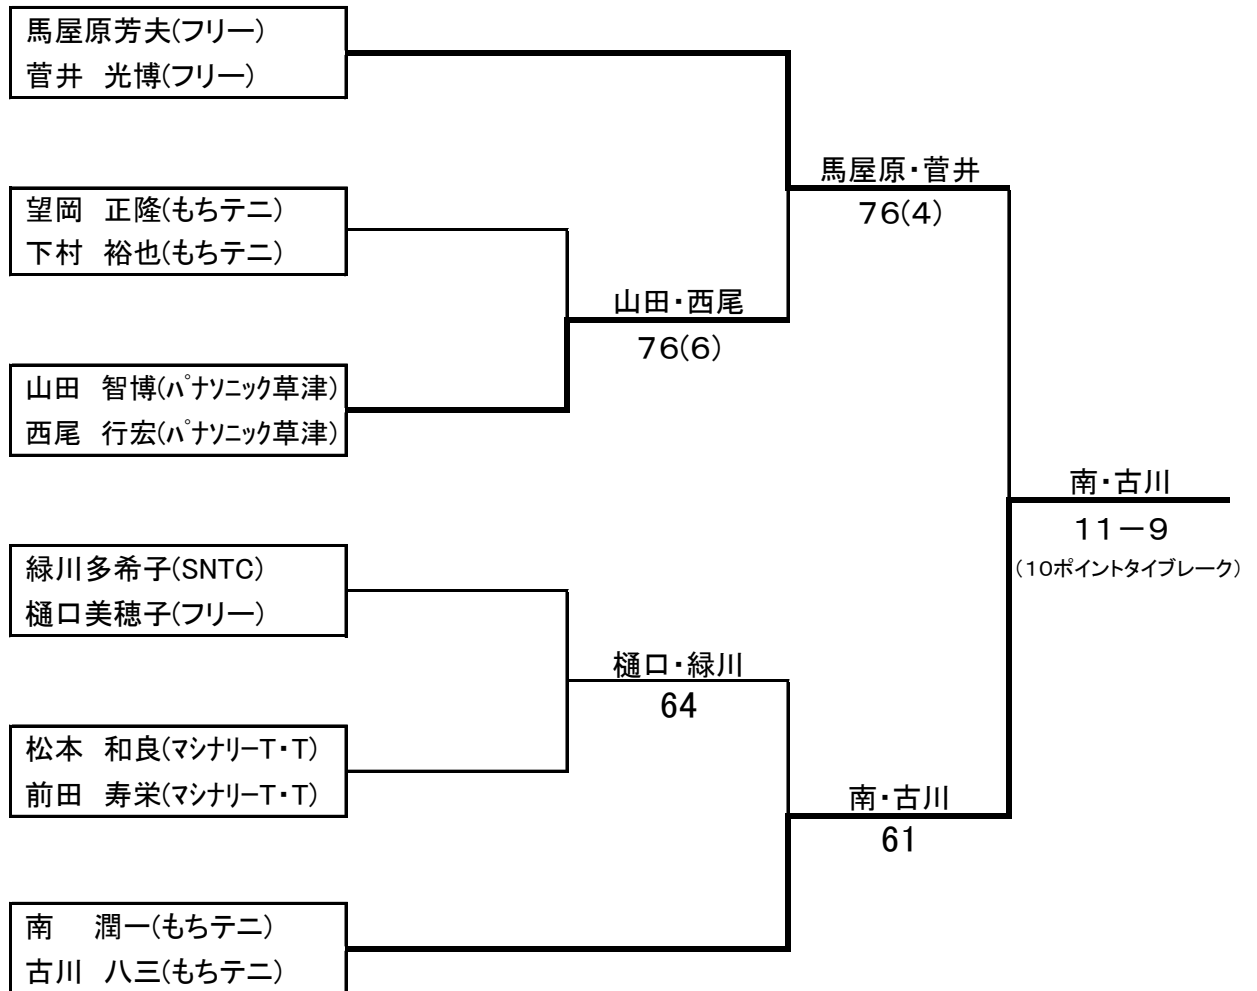 馬屋原芳夫(フリー)
菅井　光博(フリー)
望岡　正隆(もちテニ)
下村　裕也(もちテニ)
山田　智博(ﾊﾟﾅｿﾆｯｸ草津)
西尾　行宏(ﾊﾟﾅｿﾆｯｸ草津)
緑川多希子(SNTC)
樋口美穂子(フリー)
松本　和良(ﾏｼﾅﾘｰT・T)
前田　寿栄(ﾏｼﾅﾘｰT・T)
南　　潤一(もちテニ)
古川　八三(もちテニ)
山田・西尾
76(6)
樋口・緑川
64
馬屋原・菅井
76(4)
南・古川
61
南・古川
11－9
(10ポイントタイブレーク)